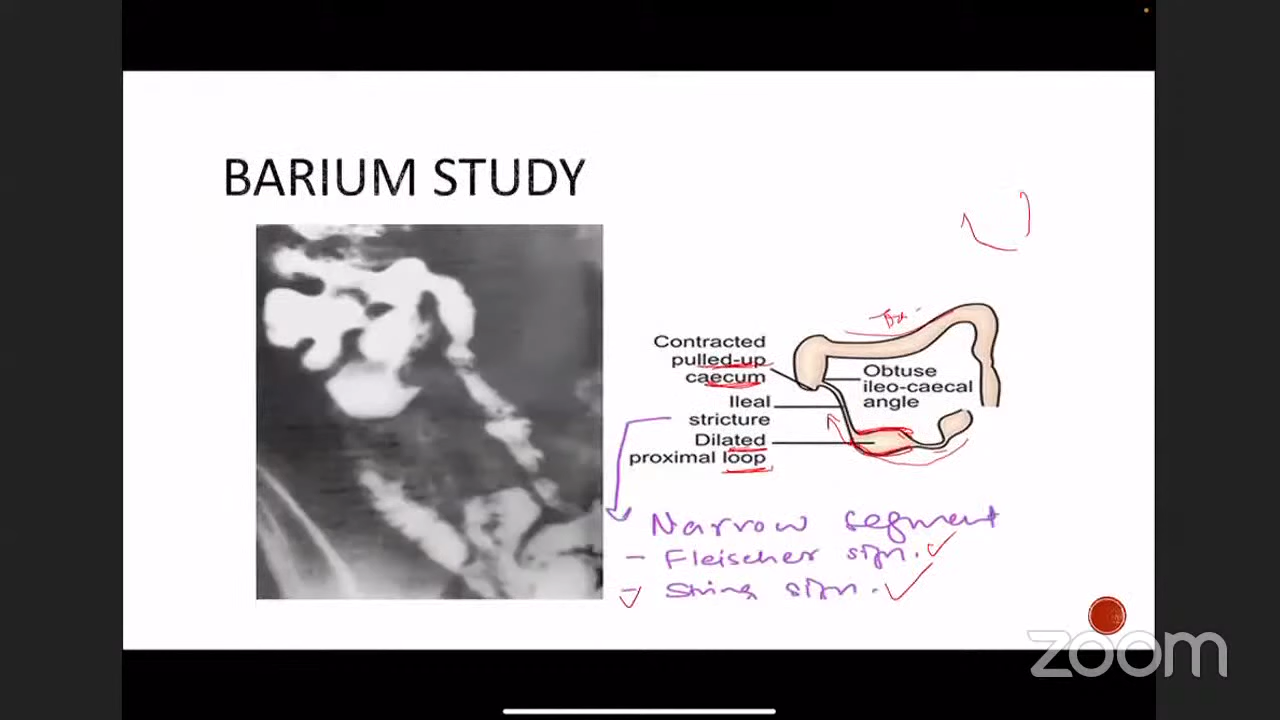 BARIUM STUDY
Contracted
pulled-up
caecum
Obtuse
ileo-caecal
angle
Ileal
stricture
Dilated
proximal loop
Narrow segment
- Fleischer sign.
- String sign.
zoom